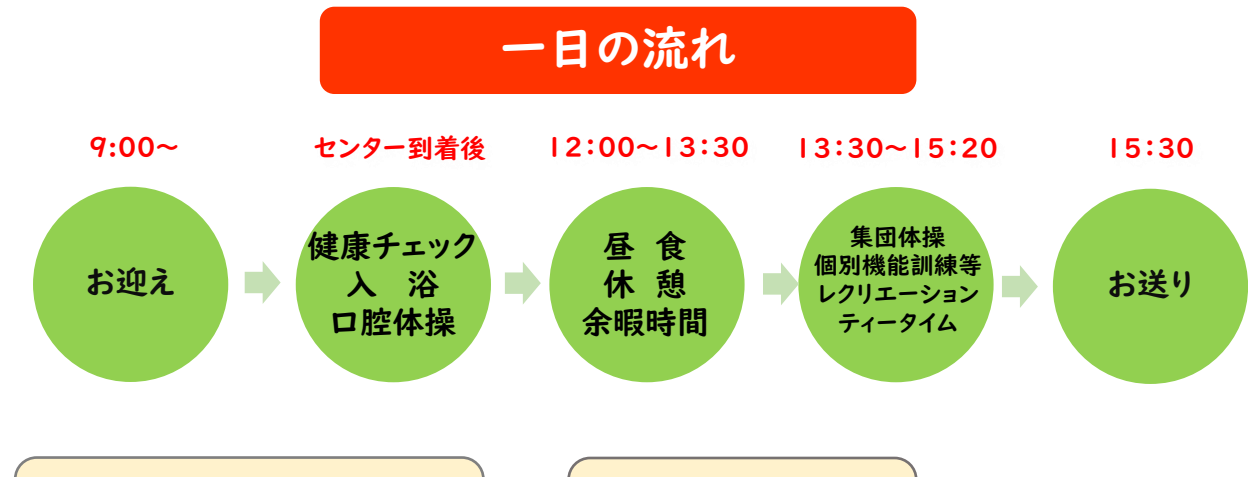 一日の流れ
9:00～
お迎え
センター到着後
健康チェック
入 浴
口腔体操
12:00～13:30
昼 食
休 憩
余暇時間
13:30～15:20
集団体操
個別機能訓練等
レクリエーション
ティータイム
15:30
お送り